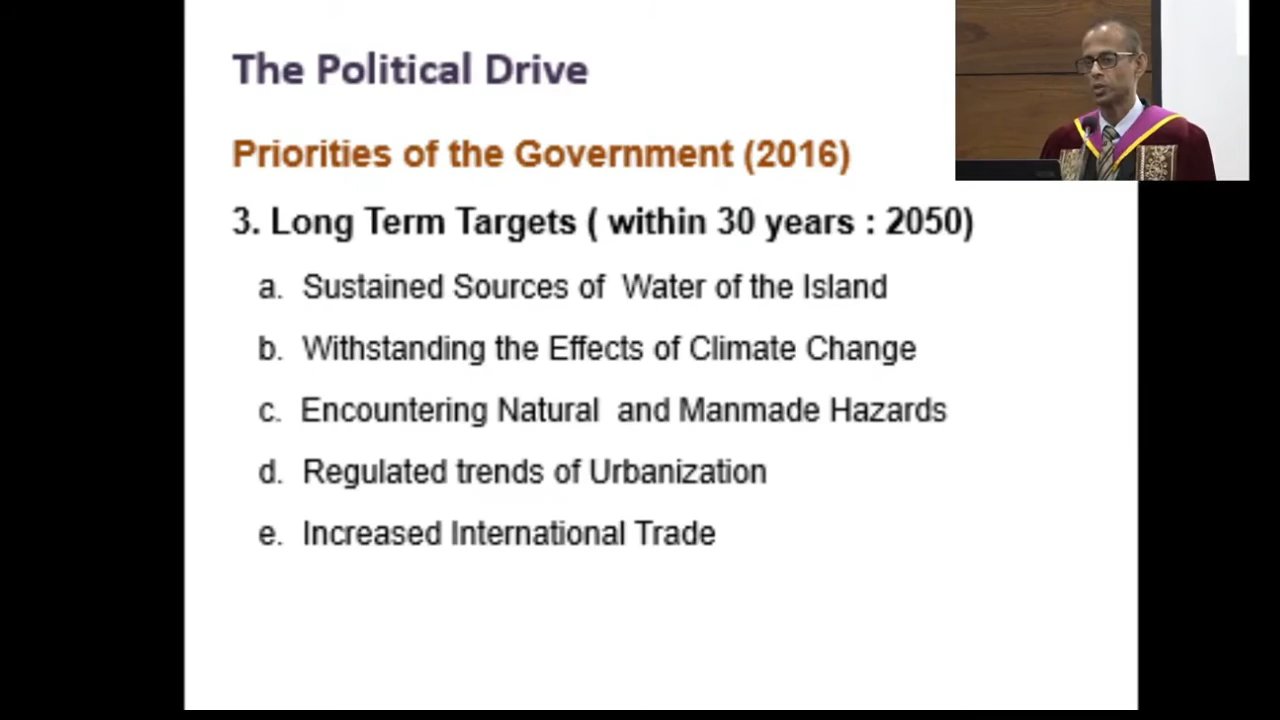 The Political Drive
Priorities of the Government (2016)
3. Long Term Targets ( within 30 years : 2050)
a. Sustained Sources of Water of the Island
b. Withstanding the Effects of Climate Change
c. Encountering Natural and Manmade Hazards
d. Regulated trends of Urbanization
e. Increased International Trade